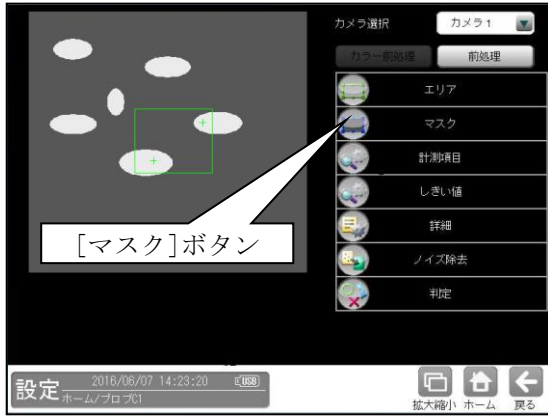 カメラ選択
カメラ1
カラー前処理
前処理
エリア
マスク
計測項目
しきい値
詳細
ノイズ除去
判定
[マスク]ボタン
設定
2016/06/07 14:23:20
USB
ホーム/ブロブC1
拡大縮小
ホーム
戻る